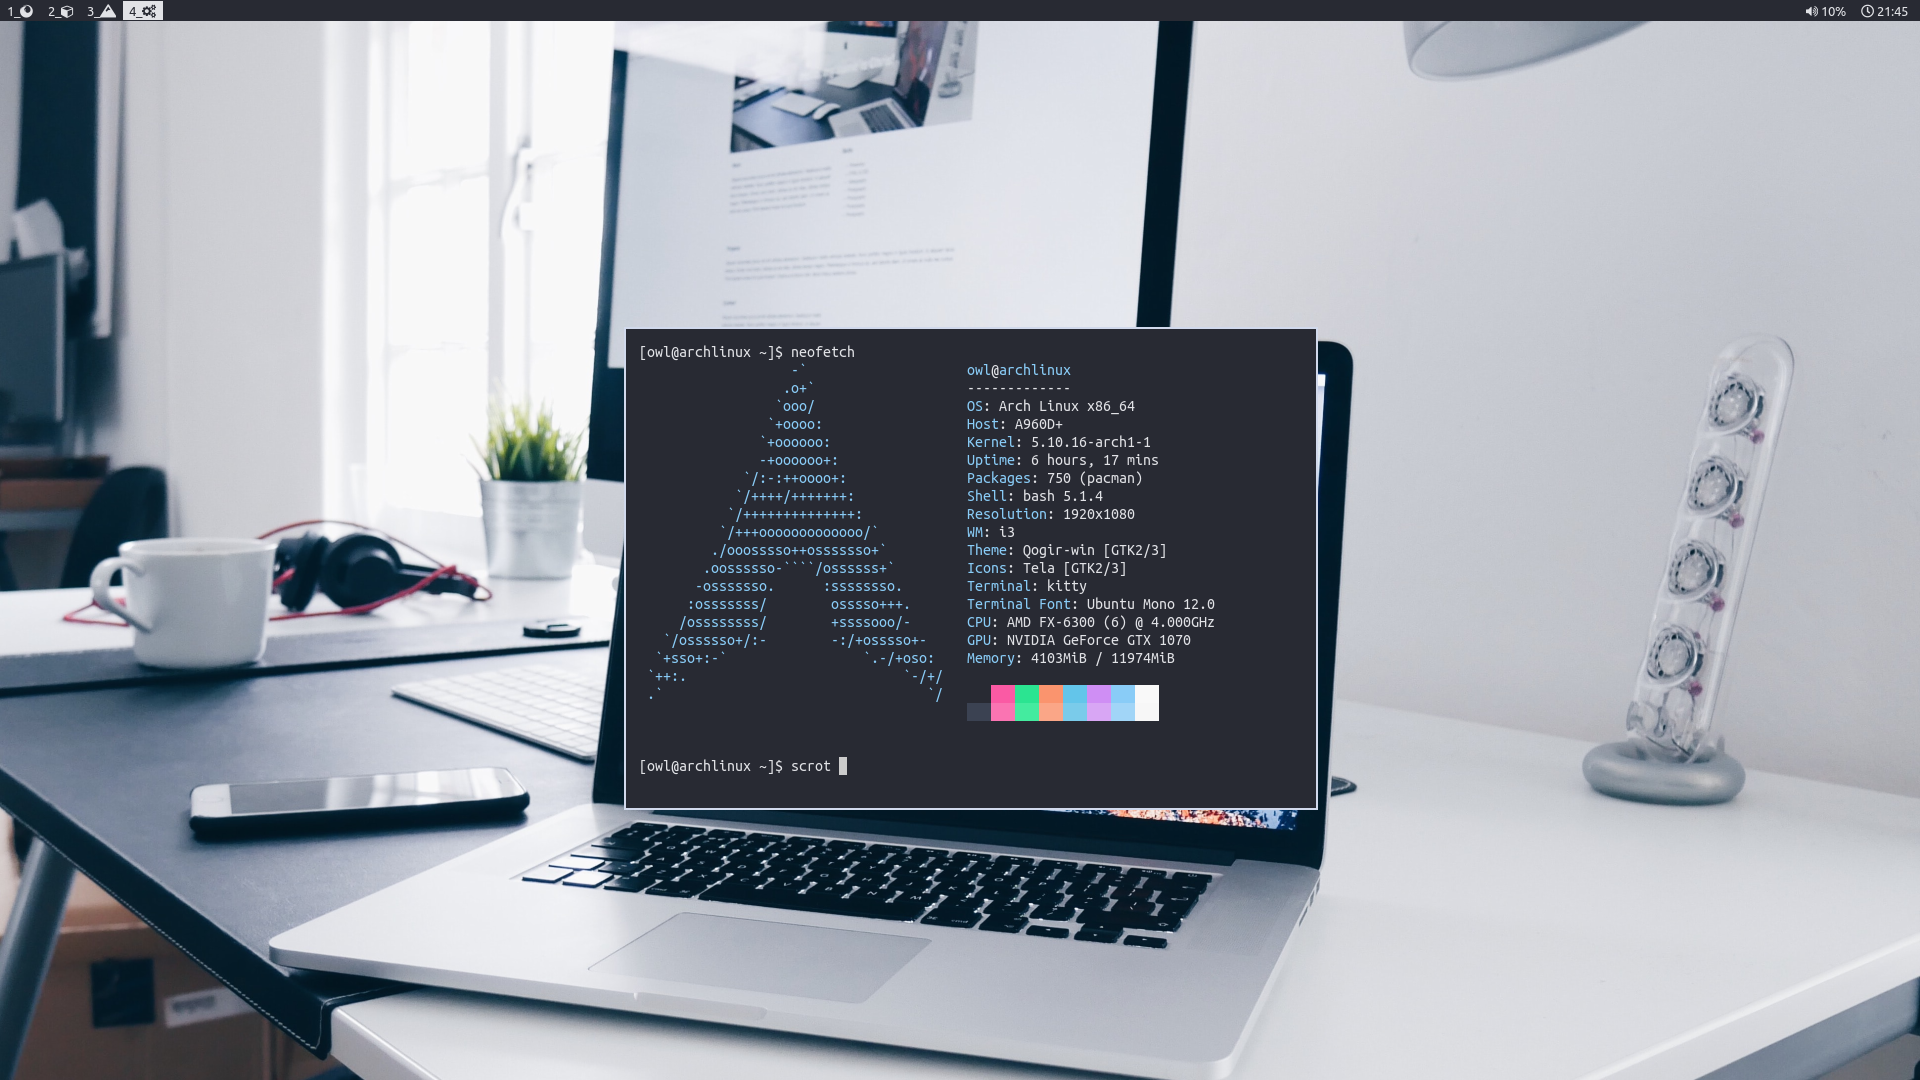 1_ 2_ 3_ 4_ 10% 21:45
[owl@archlinux ~]$ neofetch
                   -`                    owl@archlinux
                  .o+`                   -------------
                 `ooo/                   OS: Arch Linux x86_64
                `+oooo:                  Host: A960D+
               `+oooooo:                 Kernel: 5.10.16-arch1-1
               -+oooooo+:                Uptime: 6 hours, 17 mins
             `/:-:++oooo+:               Packages: 750 (pacman)
            `/++++/+++++++:              Shell: bash 5.1.4
           `/++++++++++++++:             Resolution: 1920x1080
          `/+++ooooooooooooo/`           WM: i3
         ./ooosssso++osssssso+`          Theme: Qogir-win [GTK2/3]
        .oossssso-````/ossssss+`         Icons: Tela [GTK2/3]
       -osssssso.      :ssssssso.        Terminal: kitty
      :osssssss/        osssso+++.       Terminal Font: Ubuntu Mono 12.0
     /ossssssss/        +ssssooo/-       CPU: AMD FX-6300 (6) @ 4.000GHz
   `/ossssso+/:-        -:/+osssso+-     GPU: NVIDIA GeForce GTX 1070
  `+sso+:-`                 `.-/+oso:    Memory: 4103MiB / 11974MiB
 `++:.                           `-/+/
 .`                                 `/
[owl@archlinux ~]$ scrot